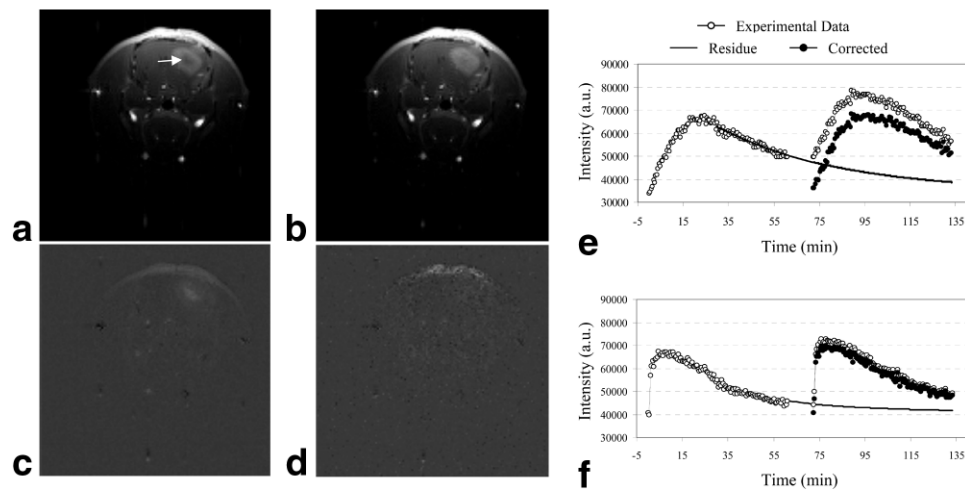 a
b
c
d
Experimental Data
Residue
Corrected
90000
80000
70000
60000
50000
40000
30000
Intensity (a.u.)
-5 15 35 55 75 95 115 135
Time (min)
e
90000
80000
70000
60000
50000
40000
30000
Intensity (a.u.)
-5 15 35 55 75 95 115 135
Time (min)
f